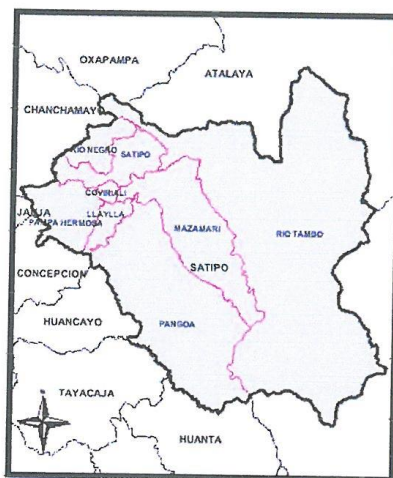 OXAPAMPA
ATALAYA
CHANCHAMAYO
RIO NEGRO
SATIPO
COVIRIALI
LLAYLLA
JAUJA
PAMPA HERMOSA
MAZAMARI
RIO TAMBO
SATIPO
CONCEPCION
HUANCAYO
PANGOA
TAYACAJA
HUANTA